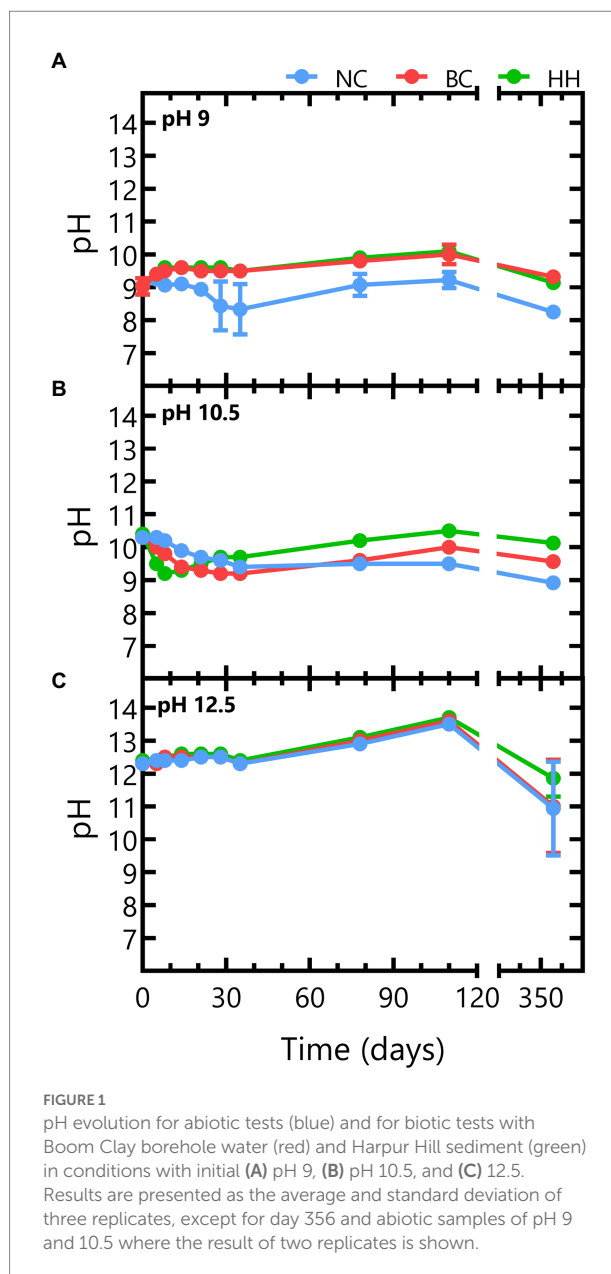 A
NC BC HH
pH 9
14
13
12
11
10
9
8
7
pH
B
pH 10.5
14
13
12
11
10
9
8
7
pH
C
pH 12.5
14
13
12
11
10
9
8
7
pH
0 30 60 90 120 350
Time (days)
FIGURE 1
pH evolution for abiotic tests (blue) and for biotic tests with
Boom Clay borehole water (red) and Harpur Hill sediment (green)
in conditions with initial (A) pH 9, (B) pH 10.5, and (C) 12.5.
Results are presented as the average and standard deviation of
three replicates, except for day 356 and abiotic samples of pH 9
and 10.5 where the result of two replicates is shown.